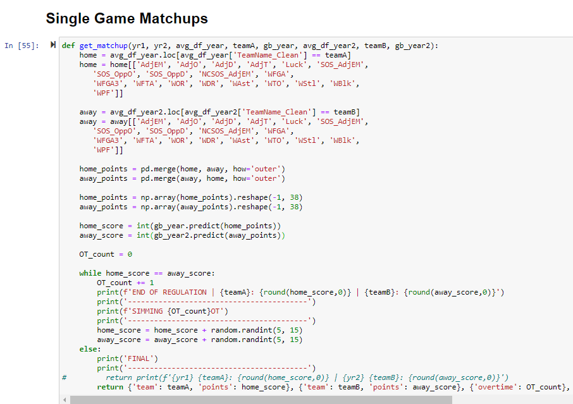 Single Game Matchups
In [55]:
def get_matchup(yr1, yr2, avg_df_year, teamA, gb_year, avg_df_year2, teamB, gb_year2):
    home = avg_df_year.loc[avg_df_year['TeamName_Clean'] == teamA]
    home = home[['AdjEM', 'AdjO', 'AdjD', 'AdjT', 'Luck', 'SOS_AdjEM',
       'SOS_OppO', 'SOS_OppD', 'NCSOS_AdjEM', 'WFGA',
       'WFGA3', 'WFTA', 'WOR', 'WDR', 'WAst', 'WTO', 'WStl', 'WBlk',
       'WPF']]
    away = avg_df_year2.loc[avg_df_year2['TeamName_Clean'] == teamB]
    away = away[['AdjEM', 'AdjO', 'AdjD', 'AdjT', 'Luck', 'SOS_AdjEM',
       'SOS_OppO', 'SOS_OppD', 'NCSOS_AdjEM', 'WFGA',
       'WFGA3', 'WFTA', 'WOR', 'WDR', 'WAst', 'WTO', 'WStl', 'WBlk',
       'WPF']]
    home_points = pd.merge(home, away, how='outer')
    away_points = pd.merge(away, home, how='outer')
    home_points = np.array(home_points).reshape(-1, 38)
    away_points = np.array(away_points).reshape(-1, 38)
    home_score = int(gb_year.predict(home_points))
    away_score = int(gb_year2.predict(away_points))
    OT_count = 0
    while home_score == away_score:
        OT_count += 1
        print(f'END OF REGULATION | {teamA}: {round(home_score,0)} | {teamB}: {round(away_score,0)}')
        print('-----------------------------------------')
        print(f'SIMMING {OT_count}OT')
        print('-----------------------------------------')
        home_score = home_score + random.randint(5, 15)
        away_score = away_score + random.randint(5, 15)
    else:
        print('FINAL')
        print('-----------------------------------------')
#         return print(f'{yr1} {teamA}: {round(home_score,0)} | {yr2} {teamB}: {round(away_score,0)}')
        return {'team': teamA, 'points': home_score}, {'team': teamB, 'points': away_score}, {'overtime': OT_count},